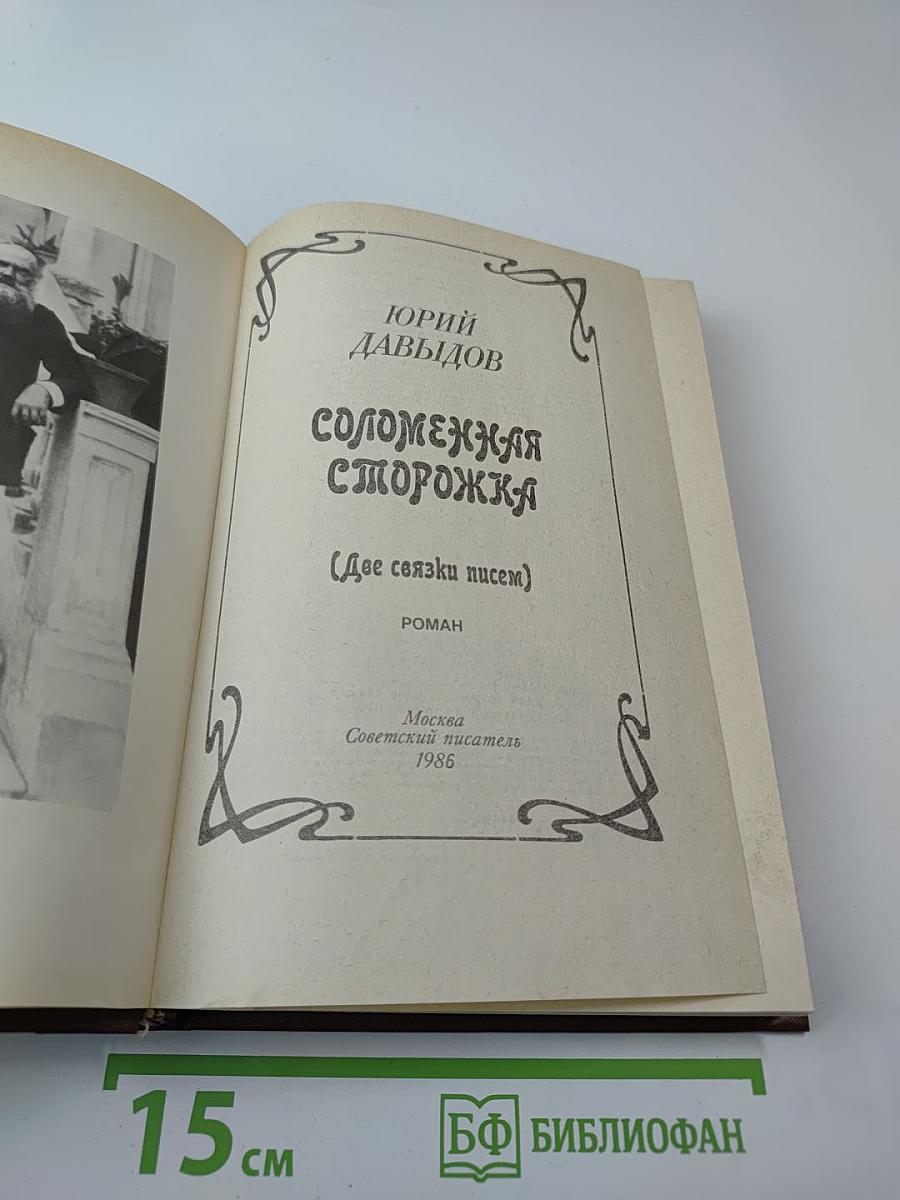 ЮРИЙ
ДАВЫДОВ
СОЛОМЕННАЯ
СТОРОЖКА
(Две связки писем)
РОМАН
Москва
Советский писатель
1986
15 см
БФ БИБЛИОФАН